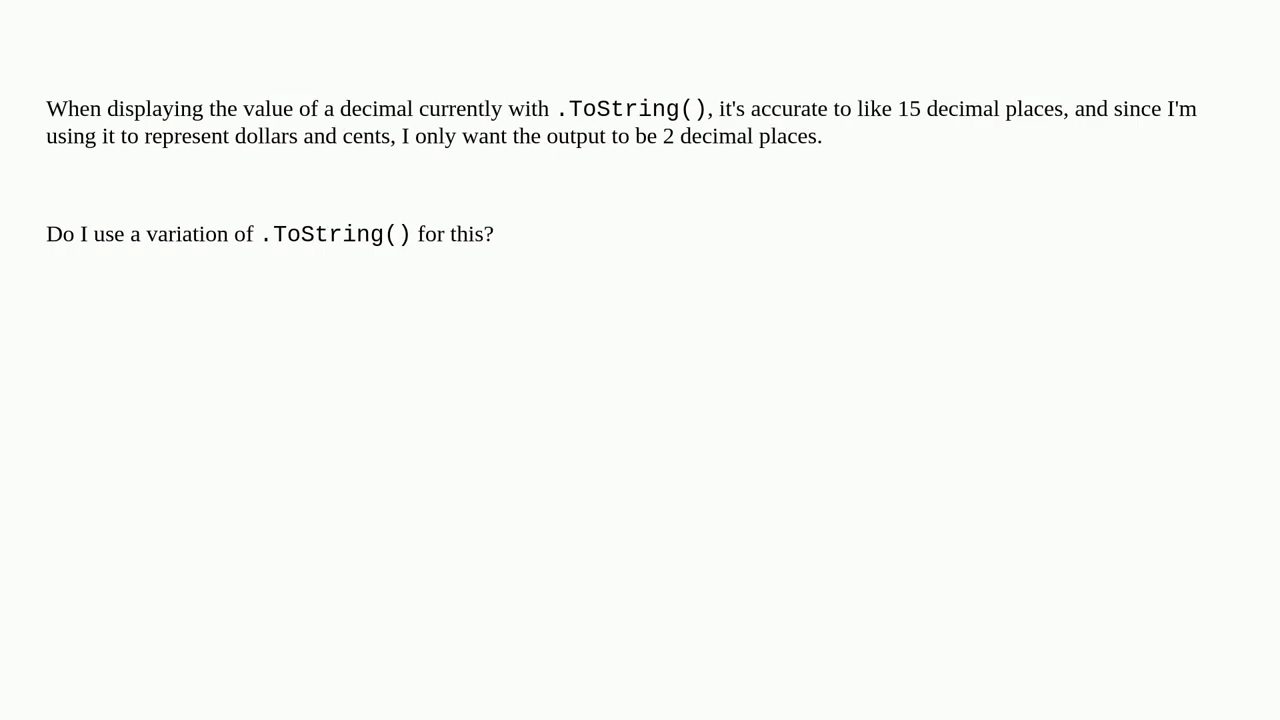 When displaying the value of a decimal currently with .ToString(), it's accurate to like 15 decimal places, and since I'm
using it to represent dollars and cents, I only want the output to be 2 decimal places.
Do I use a variation of .ToString() for this?